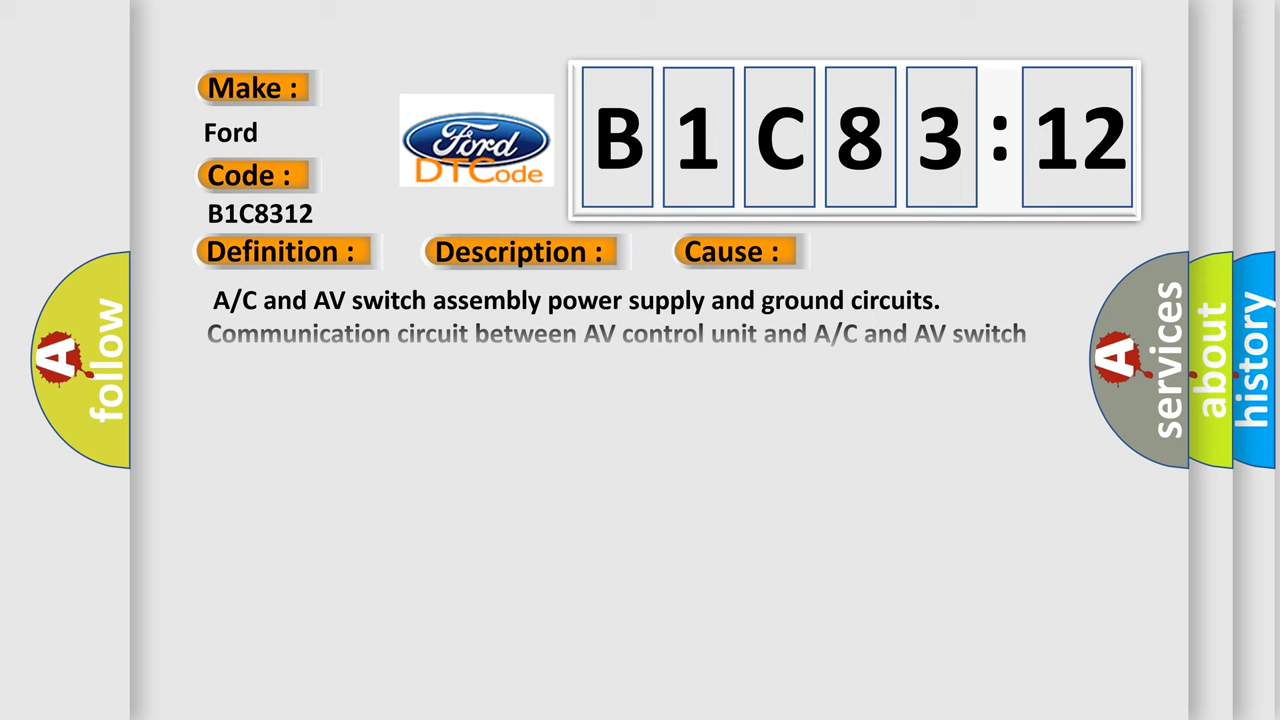 Make :
Ford
Code :
B1C8312
Ford
DTCode
B1C83:12
Definition :
Description :
Cause :
A/C and AV switch assembly power supply and ground circuits.
Communication circuit between AV control unit and A/C and AV switch
A follow
A services
about
history